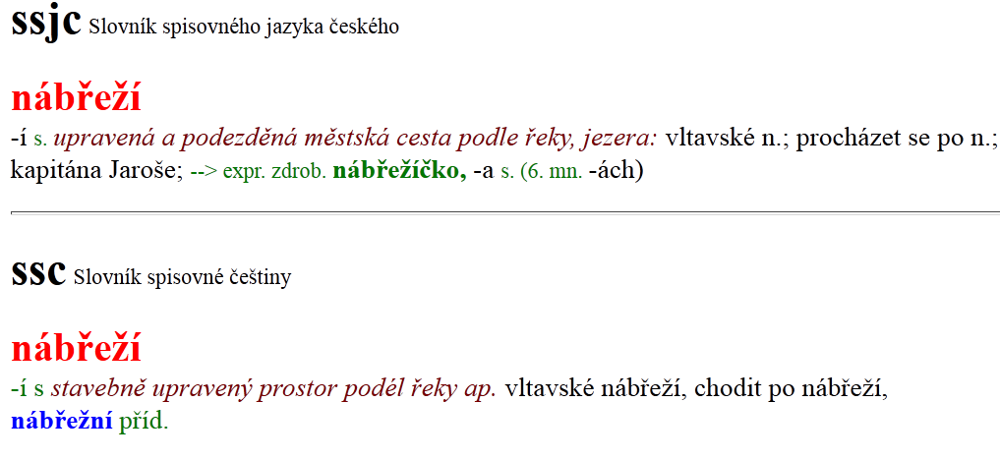 ssjc Slovník spisovného jazyka českého
nábřeží
-í s. upravená a podezděná městská cesta podle řeky, jezera: vltavské n.; procházet se po n.;
kapitána Jaroše; --> expr. zdrob. nábřežíčko, -a s. (6. mn. -ách)
ssc Slovník spisovné češtiny
nábřeží
-í s stavebně upravený prostor podél řeky ap. vltavské nábřeží, chodit po nábřeží,
nábřežní příd.